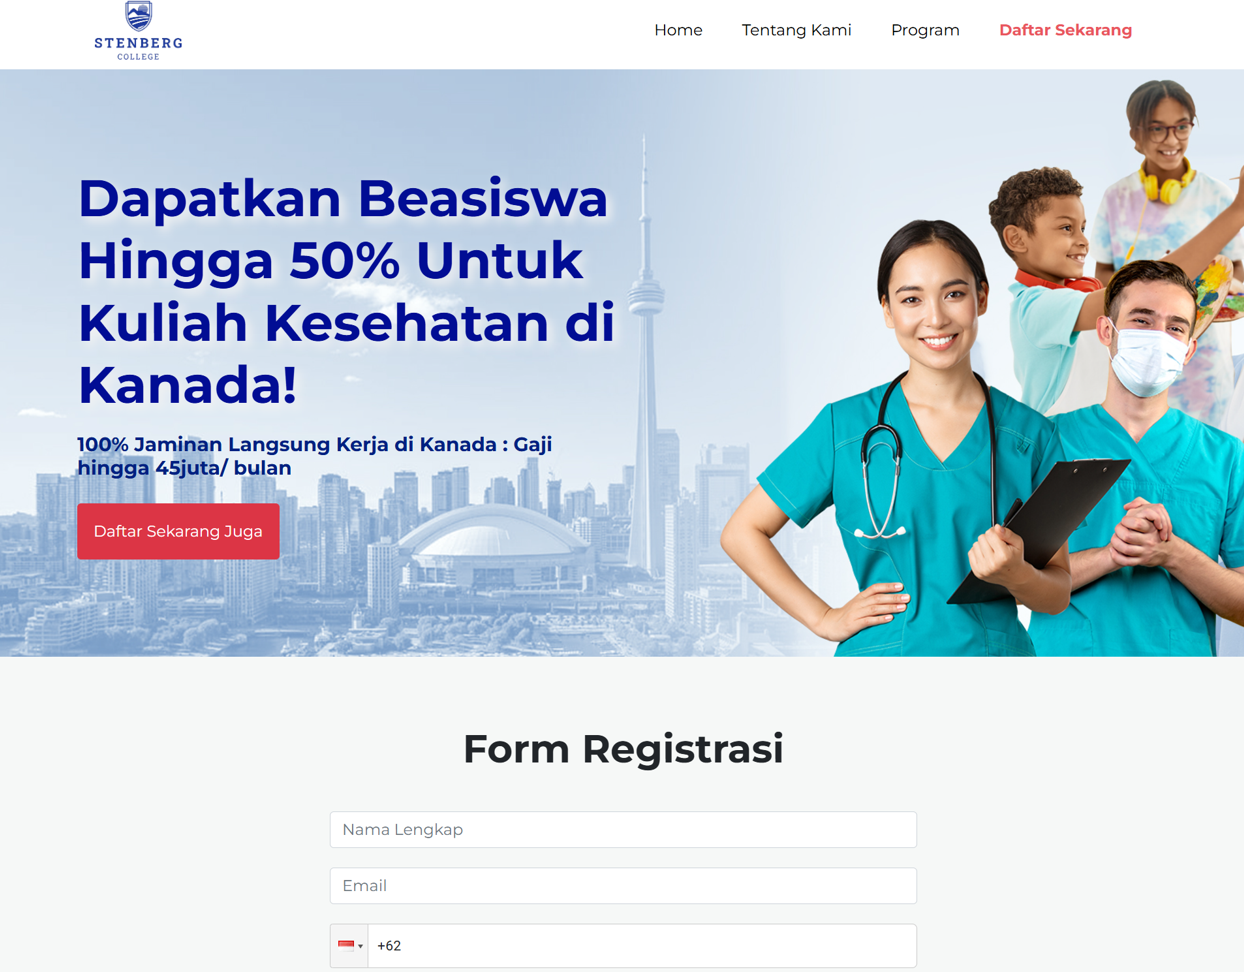 STENBERG
COLLEGE
Home
Tentang Kami
Program
Daftar Sekarang
Dapatkan Beasiswa
Hingga 50% Untuk
Kuliah Kesehatan di
Kanada!
100% Jaminan Langsung Kerja di Kanada : Gaji
hingga 45juta/ bulan
Daftar Sekarang Juga
Form Registrasi
Nama Lengkap
Email
+62